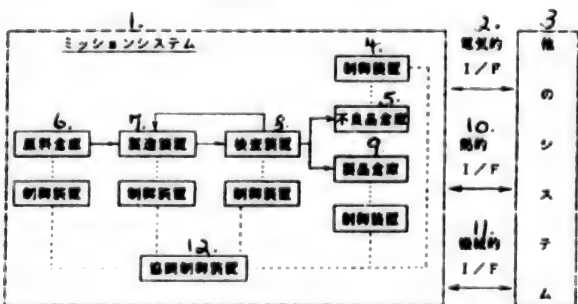 1.
ミッションシステム
2.
電気的
I/F
3
他のシステム
4.
制御装置
5.
不良品倉庫
6.
原料倉庫
7.
製造装置
8.
検査装置
9
製品倉庫
10.
熱的
I/F
制御装置
制御装置
制御装置
制御装置
11.
機械的
I/F
12.
協調制御装置